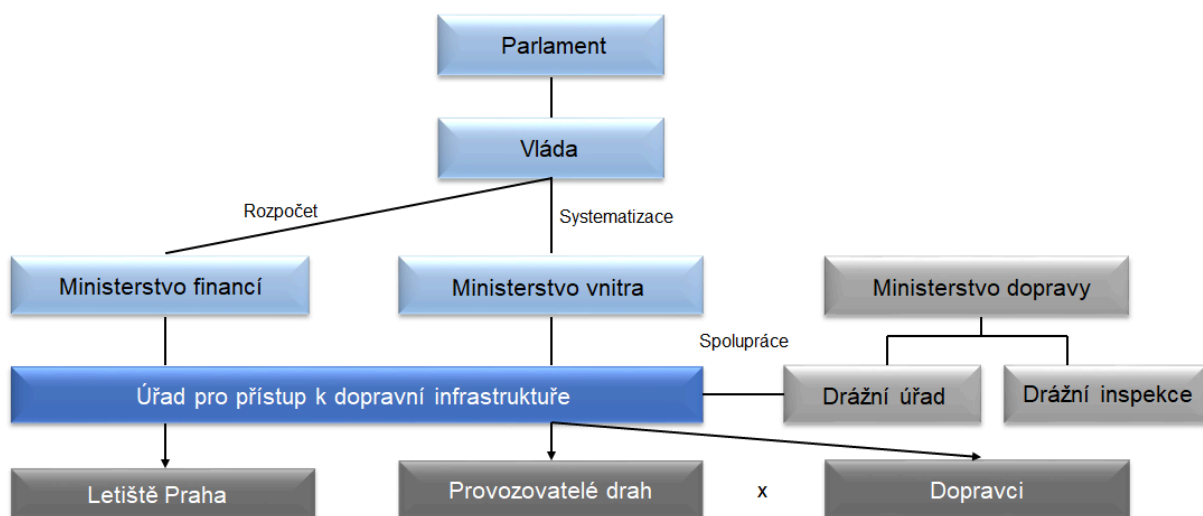 Parlament
Vláda
Rozpočet
Systematizace
Ministerstvo financí
Ministerstvo vnitra
Ministerstvo dopravy
Spolupráce
Úřad pro přístup k dopravní infrastruktuře
Drážní úřad
Drážní inspekce
Letiště Praha
Provozovatelé drah
x
Dopravci